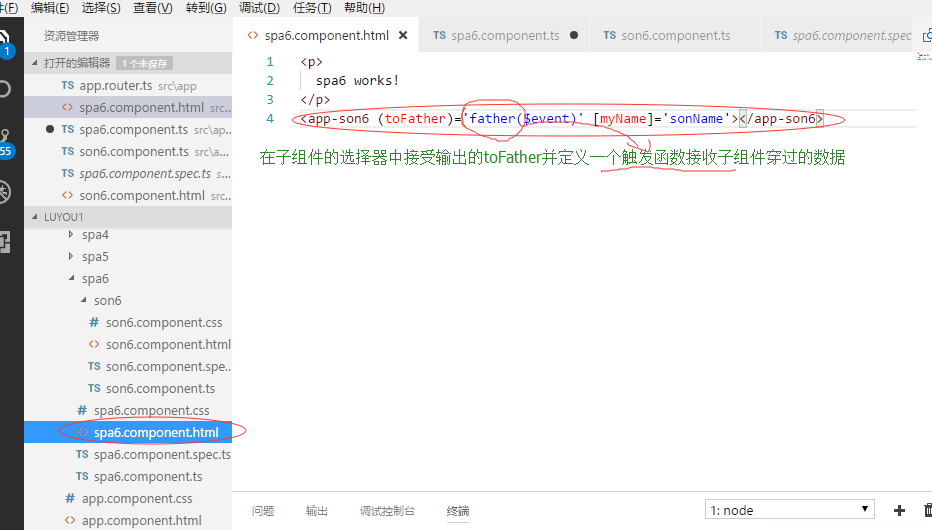 件(F) 编辑(E) 选择(S) 查看(V) 转到(G) 调试(D) 任务(T) 帮助(H)
资源管理器
spa6.component.html
TS spa6.component.ts
TS son6.component.ts
TS spa6.component.spec
1
55
打开的编辑器 1 个未保存
TS app.router.ts src\app
<> spa6.component.html src...
TS spa6.component.ts src\ap...
TS son6.component.ts src\a...
TS spa6.component.spec.ts s...
<> son6.component.html src...
LUYOU1
spa4
spa5
spa6
son6
# son6.component.css
<> son6.component.html
TS son6.component.spe...
TS son6.component.ts
# spa6.component.css
<> spa6.component.html
TS spa6.component.spec.ts
TS spa6.component.ts
# app.component.css
<> app.component.html
1 <p>
2 spa6 works!
3 </p>
4 <app-son6 (toFather)='father($event)' [myName]='sonName'></app-son6>
在子组件的选择器中接受输出的toFather并定义一个触发函数接收子组件穿过的数据
问题 输出 调试控制台 终端
1: node